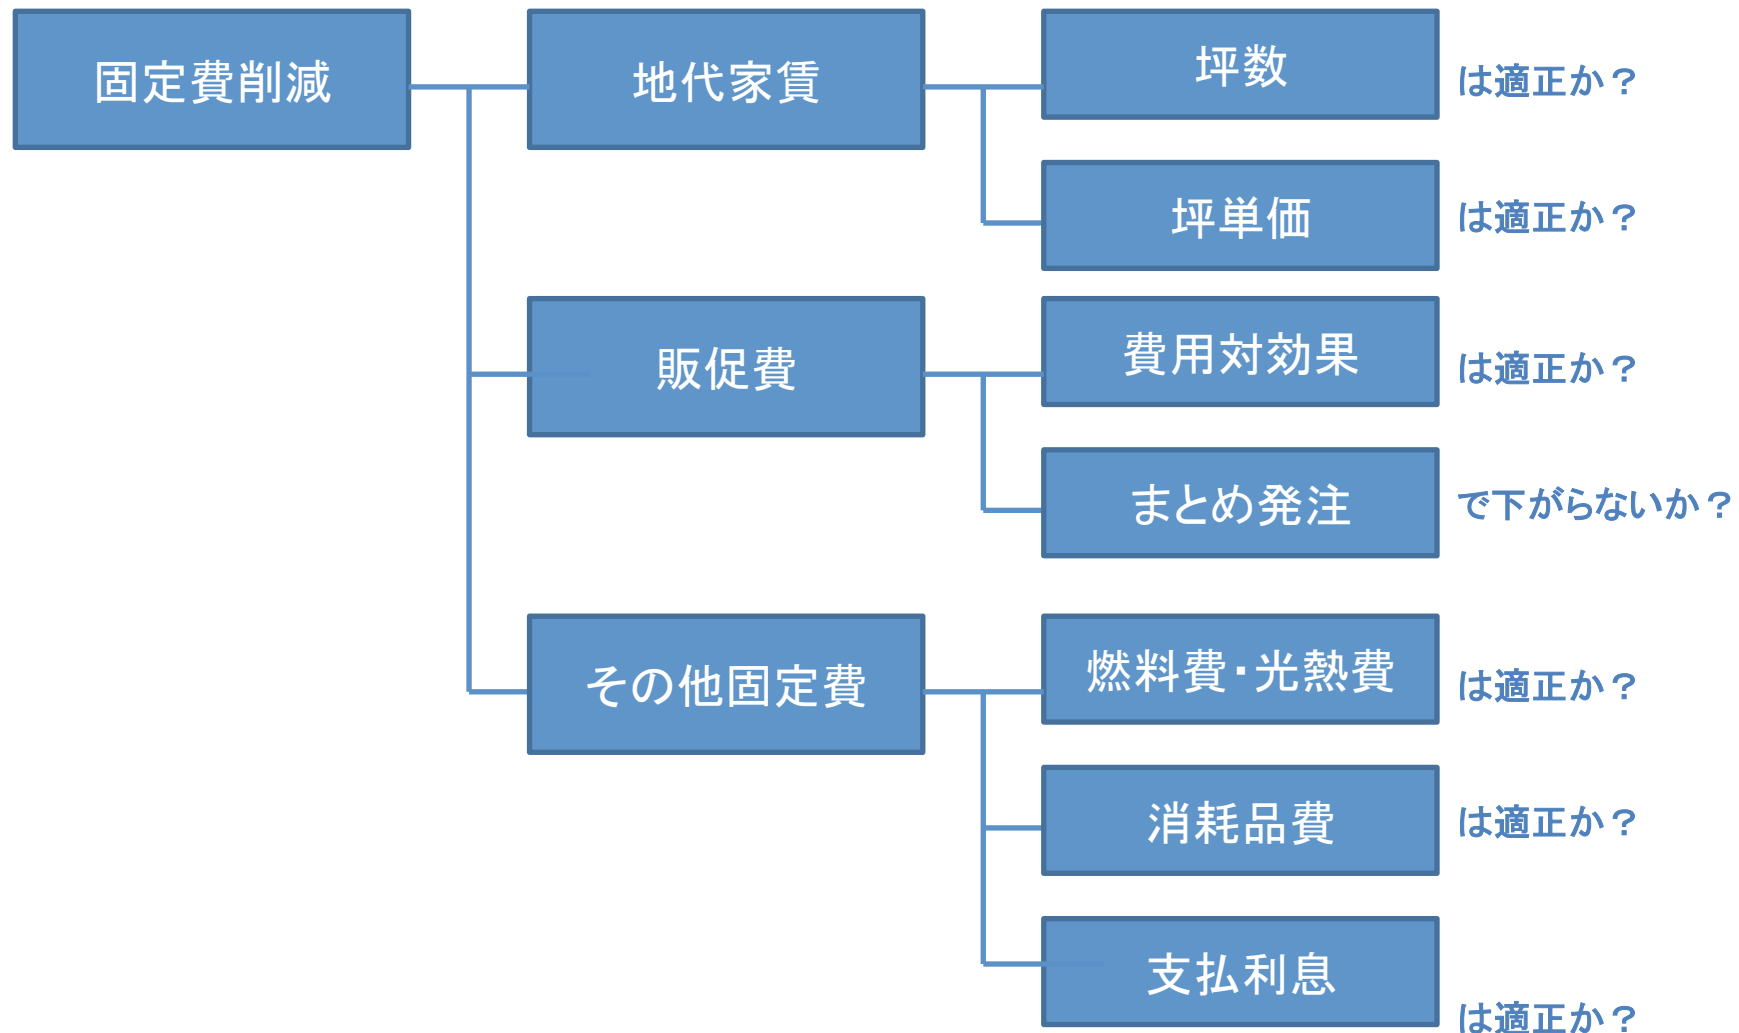 固定費削減
地代家賃
坪数
は適正か？
坪単価
は適正か？
販促費
費用対効果
は適正か？
まとめ発注
で下がらないか？
その他固定費
燃料費・光熱費
は適正か？
消耗品費
は適正か？
支払利息
は適正か？